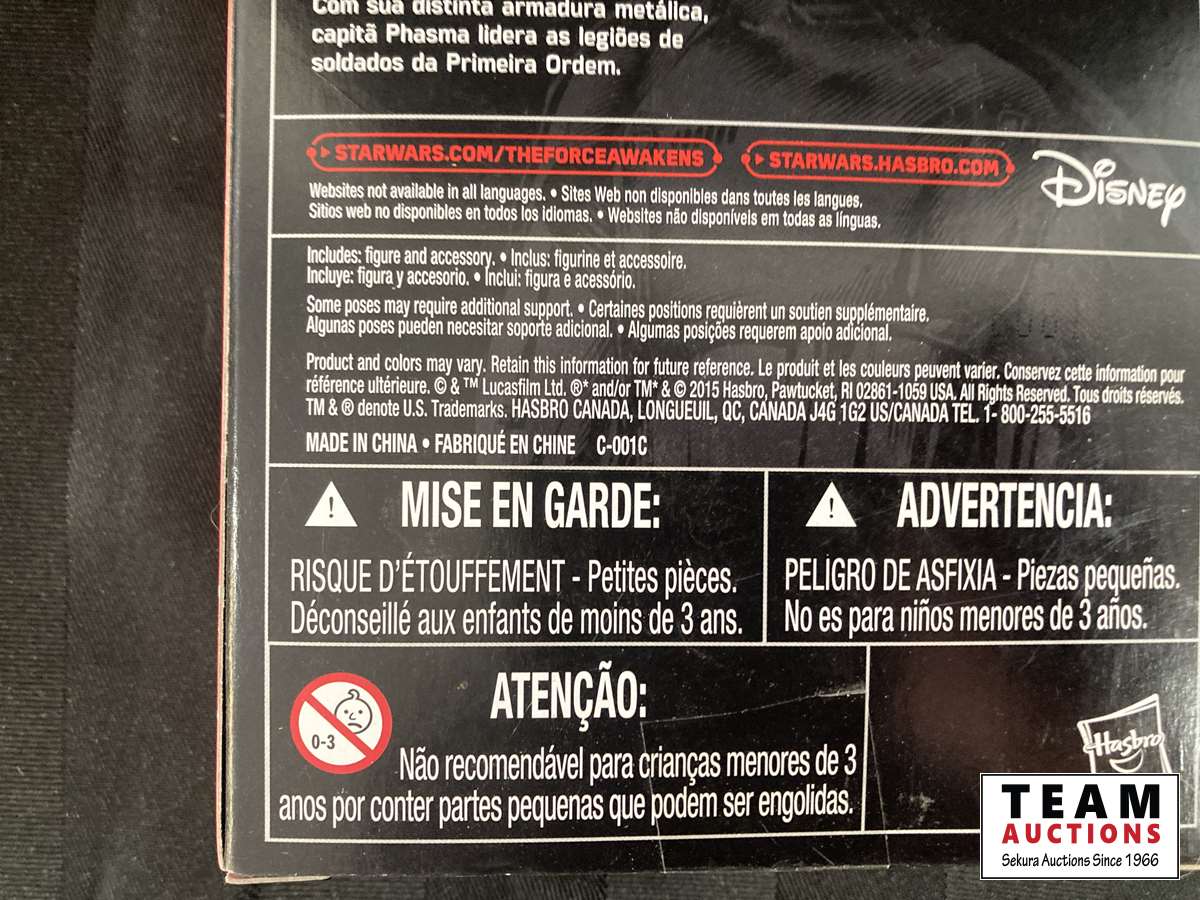 Com sua distinta armadura metálica,
capitã Phasma lidera as legiões de
soldados da Primeira Ordem.
STARWARS.COM/THEFORCEAWAKENS
STARWARS.HASBRO.COM
Disney
Websites not available in all languages. • Sites Web non disponibles dans toutes les langues.
Sitios web no disponibles en todos los idiomas. • Websites não disponíveis em todas as línguas.
Includes: figure and accessory. • Inclus: figurine et accessoire.
Incluye: figura y accesorio. • Inclui: figura e acessório.
Some poses may require additional support. • Certaines positions requièrent un soutien supplémentaire.
Algunas poses pueden necesitar soporte adicional. • Algumas posições requerem apoio adicional.
Product and colors may vary. Retain this information for future reference. Le produit et les couleurs peuvent varier. Conservez cette information pour
référence ultérieure. © & ™ Lucasfilm Ltd. ®* and/or TM* & © 2015 Hasbro, Pawtucket, RI 02861-1059 USA. All Rights Reserved. Tous droits réservés.
TM & ® denote U.S. Trademarks. HASBRO CANADA, LONGUEUIL, QC, CANADA J4G 1G2 US/CANADA TEL. 1- 800-255-5516
MADE IN CHINA • FABRIQUÉ EN CHINE C-001C
MISE EN GARDE:
RISQUE D'ÉTOUFFEMENT - Petites pièces.
Déconseillé aux enfants de moins de 3 ans.
ADVERTENCIA:
PELIGRO DE ASFIXIA - Piezas pequeñas.
No es para niños menores de 3 años.
0-3
ATENÇÃO:
Não recomendável para crianças menores de 3
anos por conter partes pequenas que podem ser engolidas.
Hasbro
TEAM
AUCTIONS
Sekura Auctions Since 1966